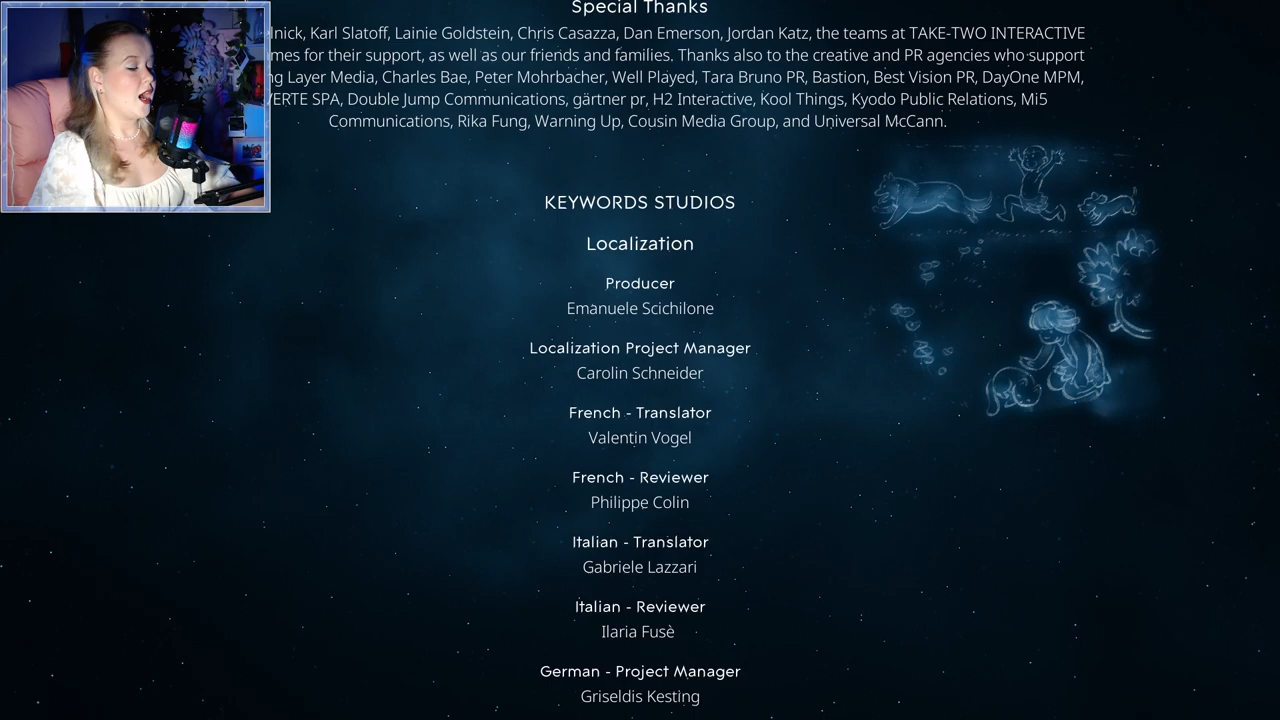 Special Thanks
lnick, Karl Slatoff, Lainie Goldstein, Chris Casazza, Dan Emerson, Jordan Katz, the teams at TAKE-TWO INTERACTIVE
mes for their support, as well as our friends and families. Thanks also to the creative and PR agencies who support
ng Layer Media, Charles Bae, Peter Mohrbacher, Well Played, Tara Bruno PR, Bastion, Best Vision PR, DayOne MPM,
VERTE SPA, Double Jump Communications, gärtner pr, H2 Interactive, Kool Things, Kyodo Public Relations, Mi5
Communications, Rika Fung, Warning Up, Cousin Media Group, and Universal McCann.
KEYWORDS STUDIOS
Localization
Producer
Emanuele Scichilone
Localization Project Manager
Carolin Schneider
French - Translator
Valentin Vogel
French - Reviewer
Philippe Colin
Italian - Translator
Gabriele Lazzari
Italian - Reviewer
Ilaria Fusè
German - Project Manager
Griseldis Kesting